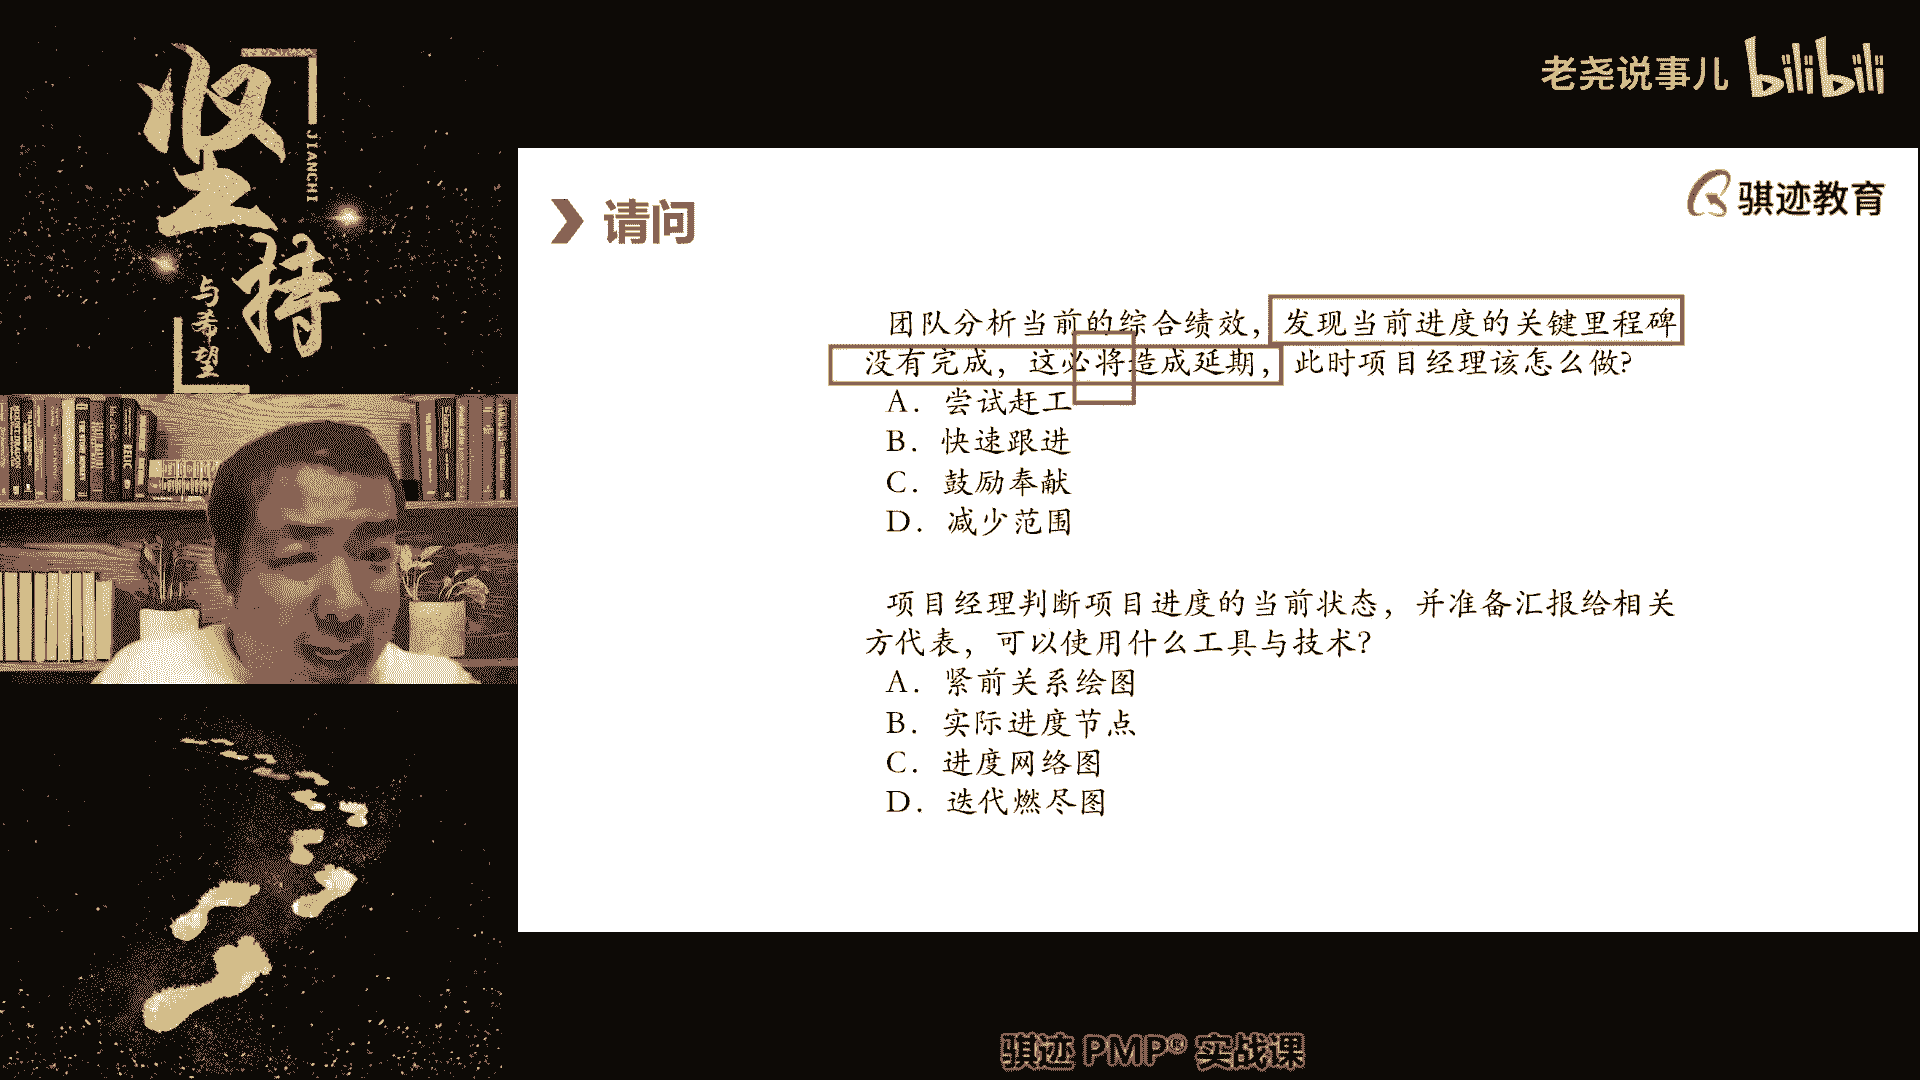 坚持
JIANCHI
与希望
老尧说事儿 bilibili
骐迹教育
请问
团队分析当前的综合绩效，发现当前进度的关键里程碑
没有完成，这必将造成延期，此时项目经理该怎么做？
A. 尝试赶工
B. 快速跟进
C. 鼓励奉献
D. 减少范围
项目经理判断项目进度的当前状态，并准备汇报给相关
方代表，可以使用什么工具与技术？
A. 紧前关系绘图
B. 实际进度节点
C. 进度网络图
D. 迭代燃尽图
骐迹 PMP® 实战课